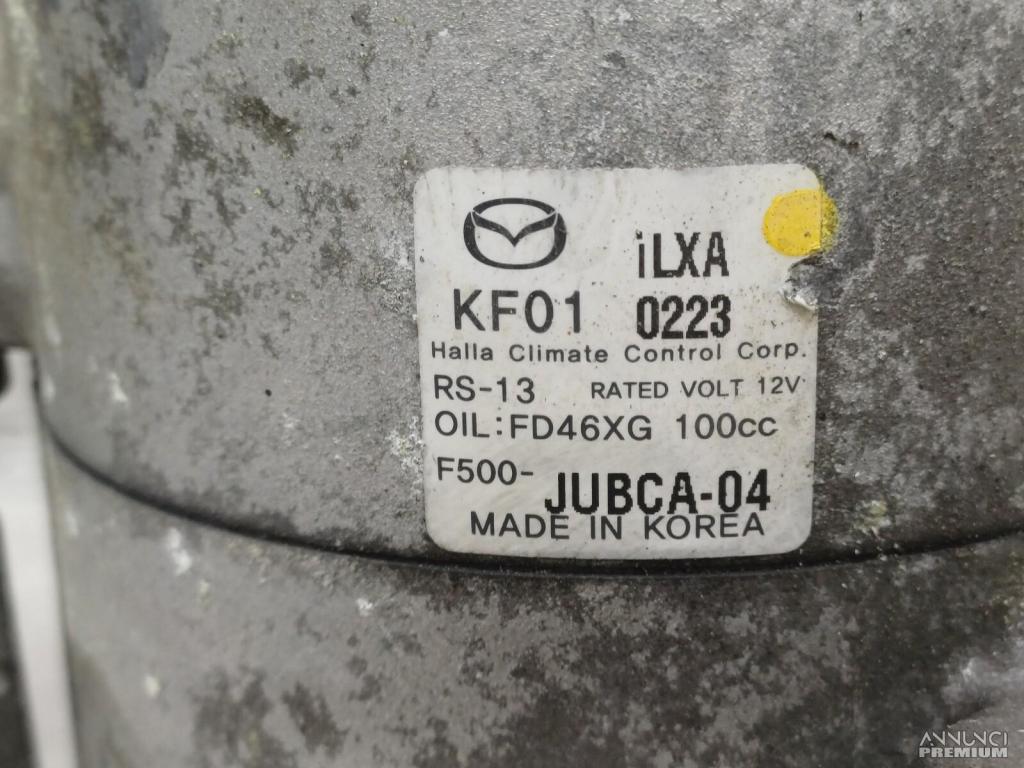 iLXA
KF01 0223
Halla Climate Control Corp.
RS-13 RATED VOLT 12V
OIL:FD46XG 100cc
F500-JUBCA-04
MADE IN KOREA
ANNUNCI
PREMIUM